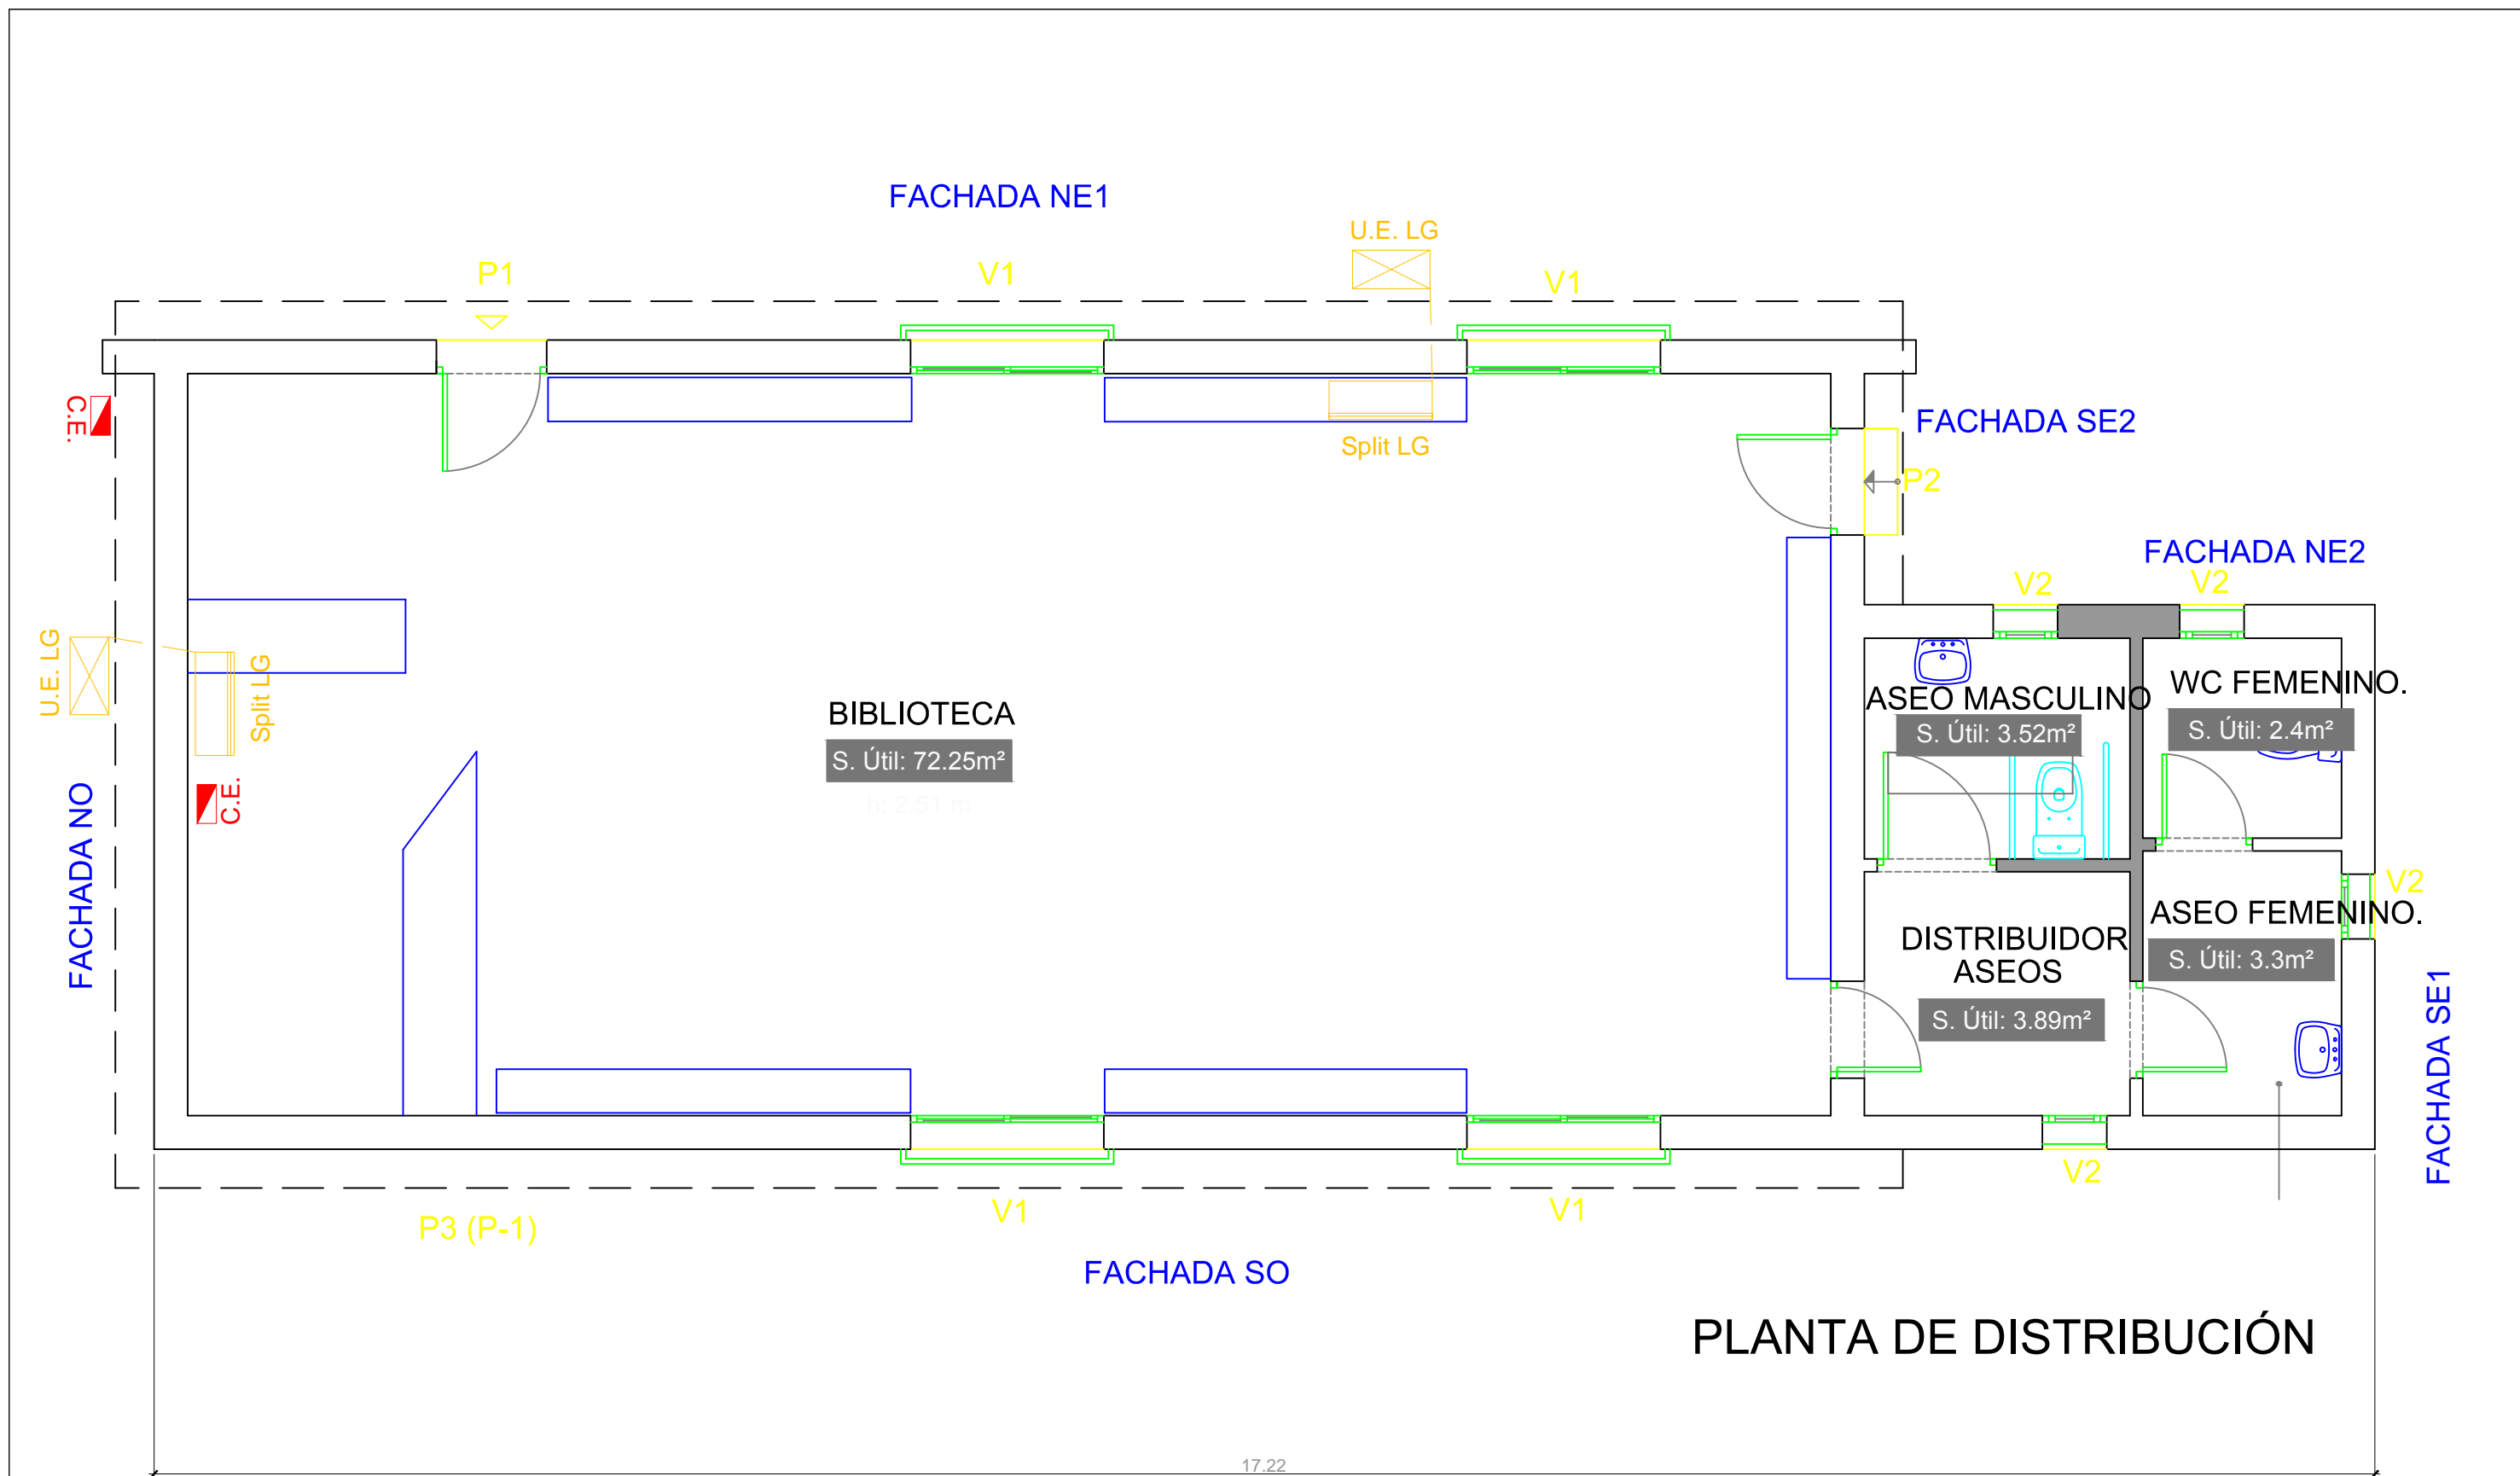 FACHADA NE1
U.E. LG
P1
V1
V1
C.E.
Split LG
FACHADA SE2
P2
FACHADA NE2
V2
V2
U.E. LG
Split LG
C.E.
FACHADA NO
BIBLIOTECA
S. Útil: 72.25m²
h: 2.51 m
ASEO MASCULINO
S. Útil: 3.52m²
WC FEMENINO.
S. Útil: 2.4m²
V2
ASEO FEMENINO.
S. Útil: 3.3m²
DISTRIBUIDOR
ASEOS
S. Útil: 3.89m²
FACHADA SE1
V2
P3 (P-1)
V1
V1
FACHADA SO
PLANTA DE DISTRIBUCIÓN
17.22